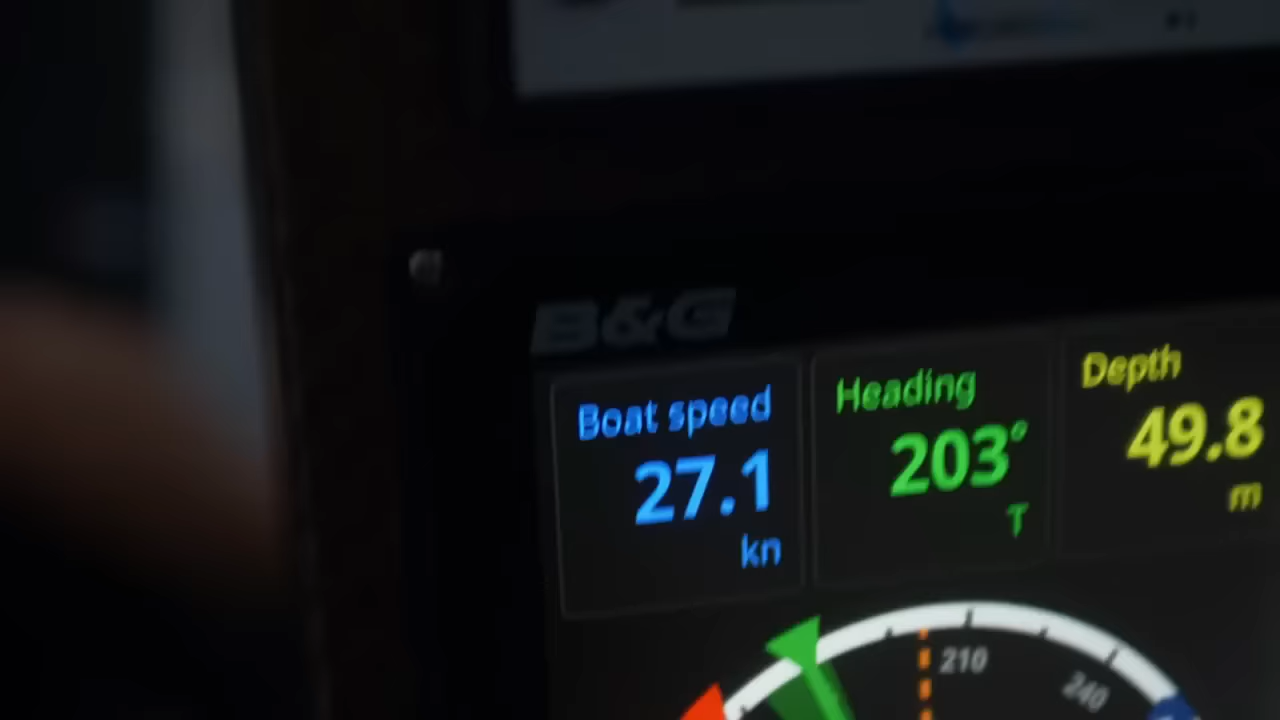 B&G
Boat speed
27.1
kn
Heading
203°
T
Depth
49.8
m
210
240